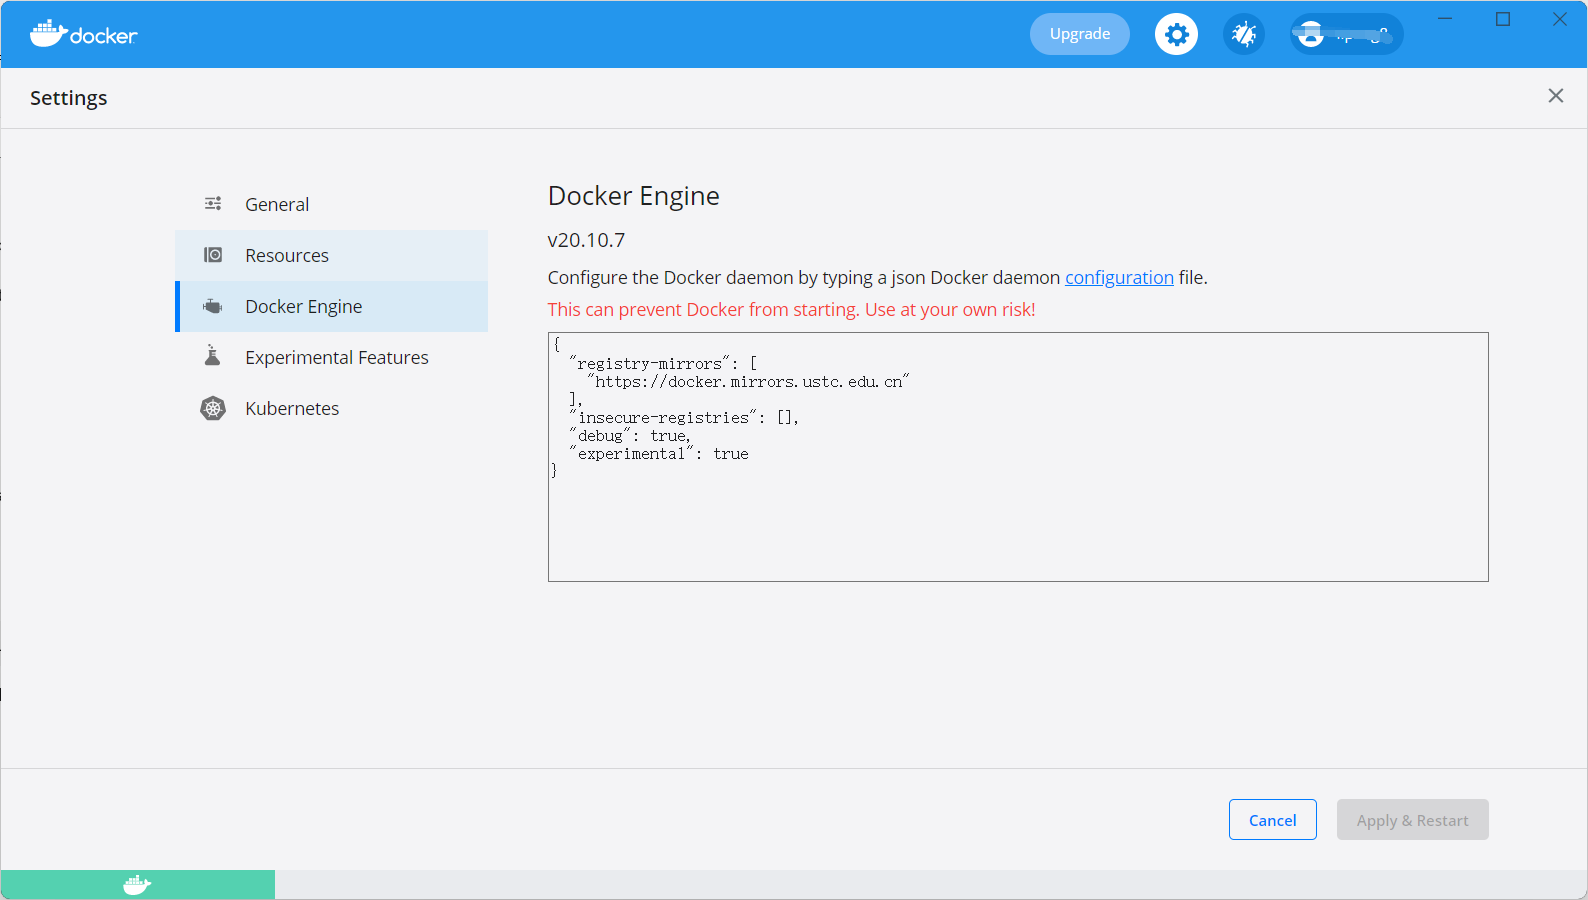 docker
Upgrade
Settings
General
Resources
Docker Engine
Experimental Features
Kubernetes
Docker Engine
v20.10.7
Configure the Docker daemon by typing a json Docker daemon configuration file.
This can prevent Docker from starting. Use at your own risk!
{
"registry-mirrors": [
"https://docker.mirrors.ustc.edu.cn"
],
"insecure-registries": [],
"debug": true,
"experimental": true
}
Cancel
Apply & Restart